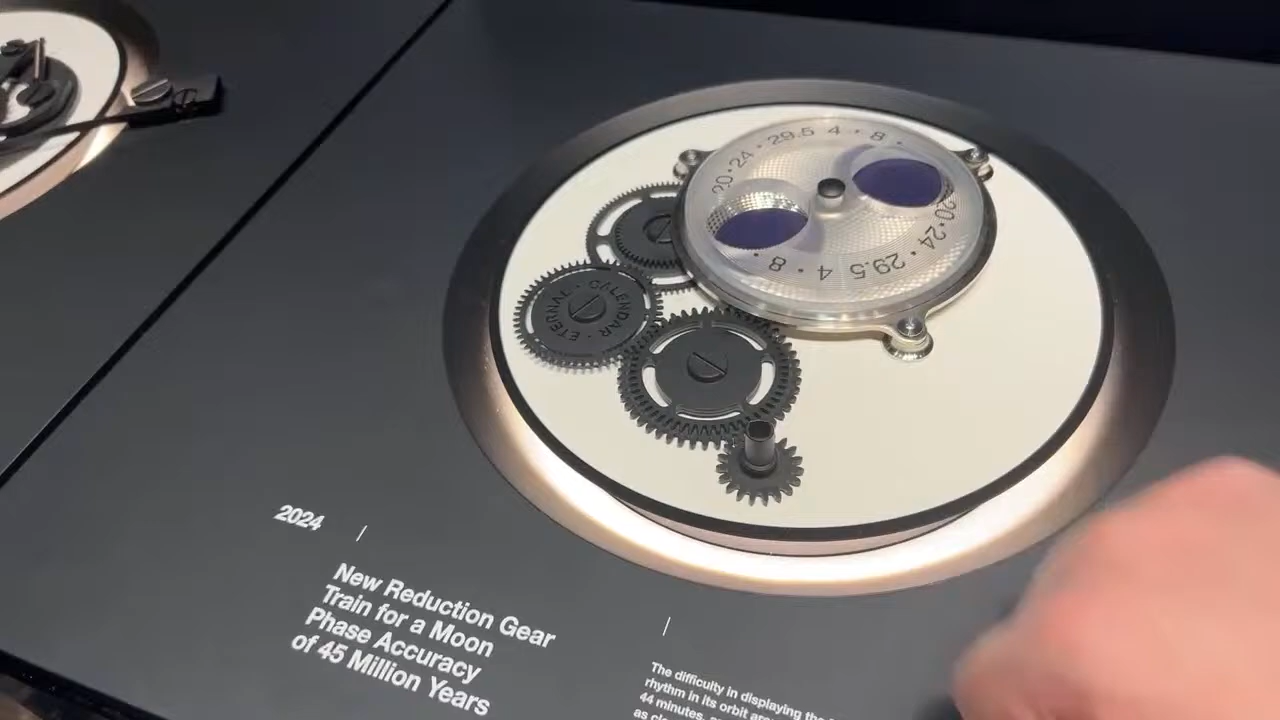 20 • 24 • 29.5 4 • 8 •
20 • 24 • 29.5 4 • 8 •
ETERNAL • CALENDAR •
2024
New Reduction Gear
Train for a Moon
Phase Accuracy
of 45 Million Years
The difficulty in displaying the
rhythm in its orbit
44 minutes,
as